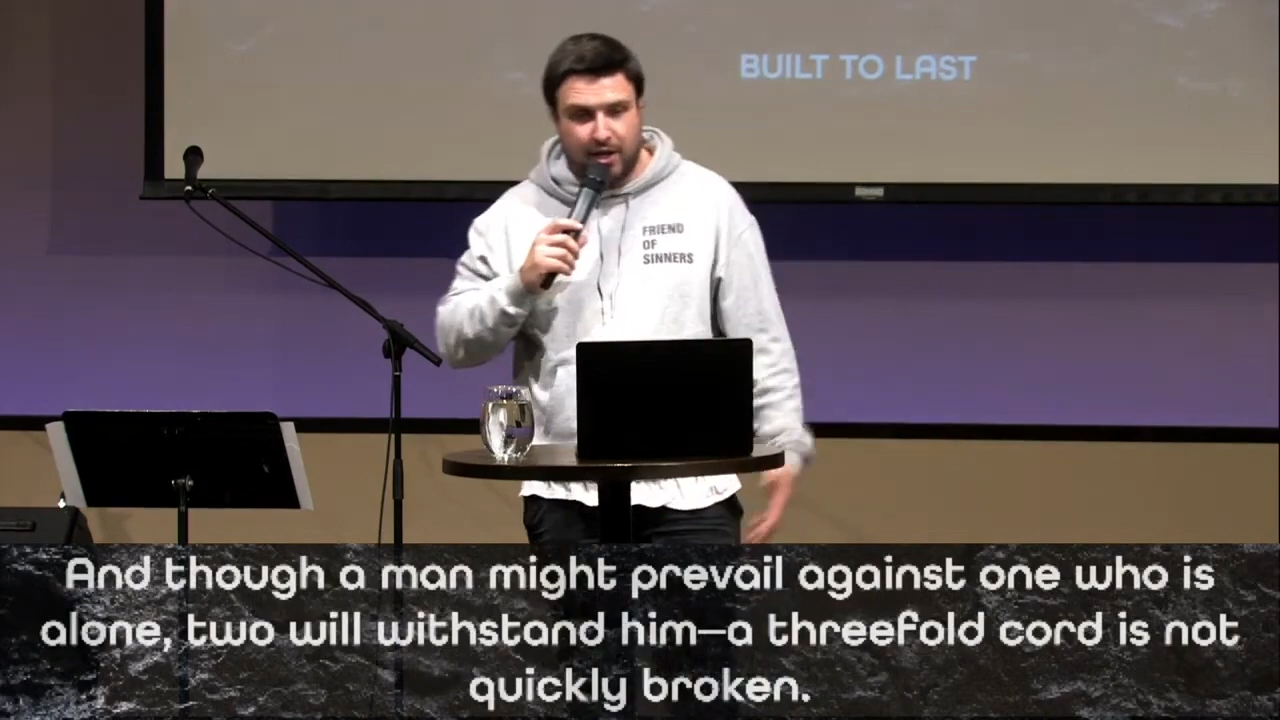 BUILT TO LAST
FRIEND
OF
SINNERS
And though a man might prevail against one who is
alone, two will withstand him—a threefold cord is not
quickly broken.